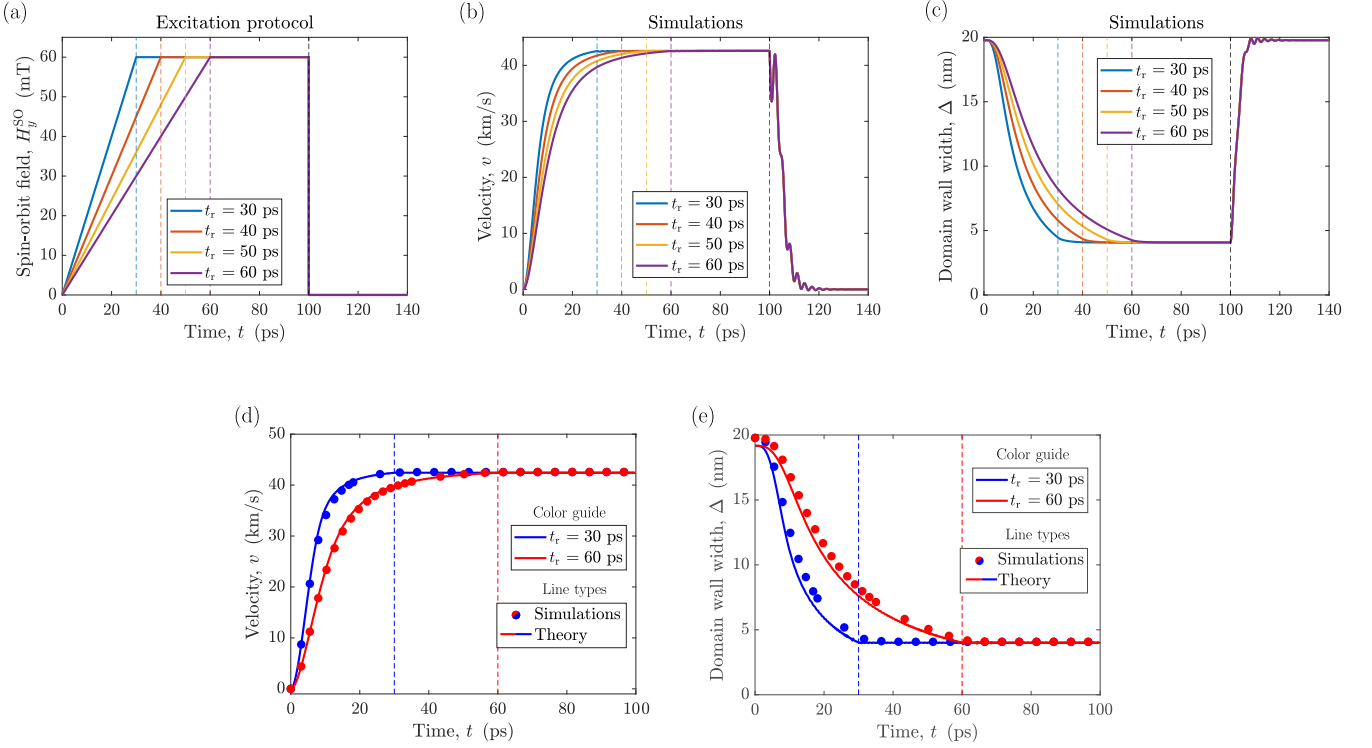 (a)
Excitation protocol
Spin-orbit field, H_y^SO (mT)
60
50
40
30
20
10
0
t_r = 30 ps
t_r = 40 ps
t_r = 50 ps
t_r = 60 ps
0 20 40 60 80 100 120 140
Time, t (ps)
(b)
Simulations
Velocity, v (km/s)
40
30
20
10
0
t_r = 30 ps
t_r = 40 ps
t_r = 50 ps
t_r = 60 ps
0 20 40 60 80 100 120 140
Time, t (ps)
(c)
Simulations
Domain wall width, Δ (nm)
20
15
10
5
0
t_r = 30 ps
t_r = 40 ps
t_r = 50 ps
t_r = 60 ps
0 20 40 60 80 100 120 140
Time, t (ps)
(d)
Velocity, v (km/s)
50
40
30
20
10
0
Color guide
t_r = 30 ps
t_r = 60 ps
Line types
Simulations
Theory
0 20 40 60 80 100
Time, t (ps)
(e)
Domain wall width, Δ (nm)
20
15
10
5
0
Color guide
t_r = 30 ps
t_r = 60 ps
Line types
Simulations
Theory
0 20 40 60 80 100
Time, t (ps)